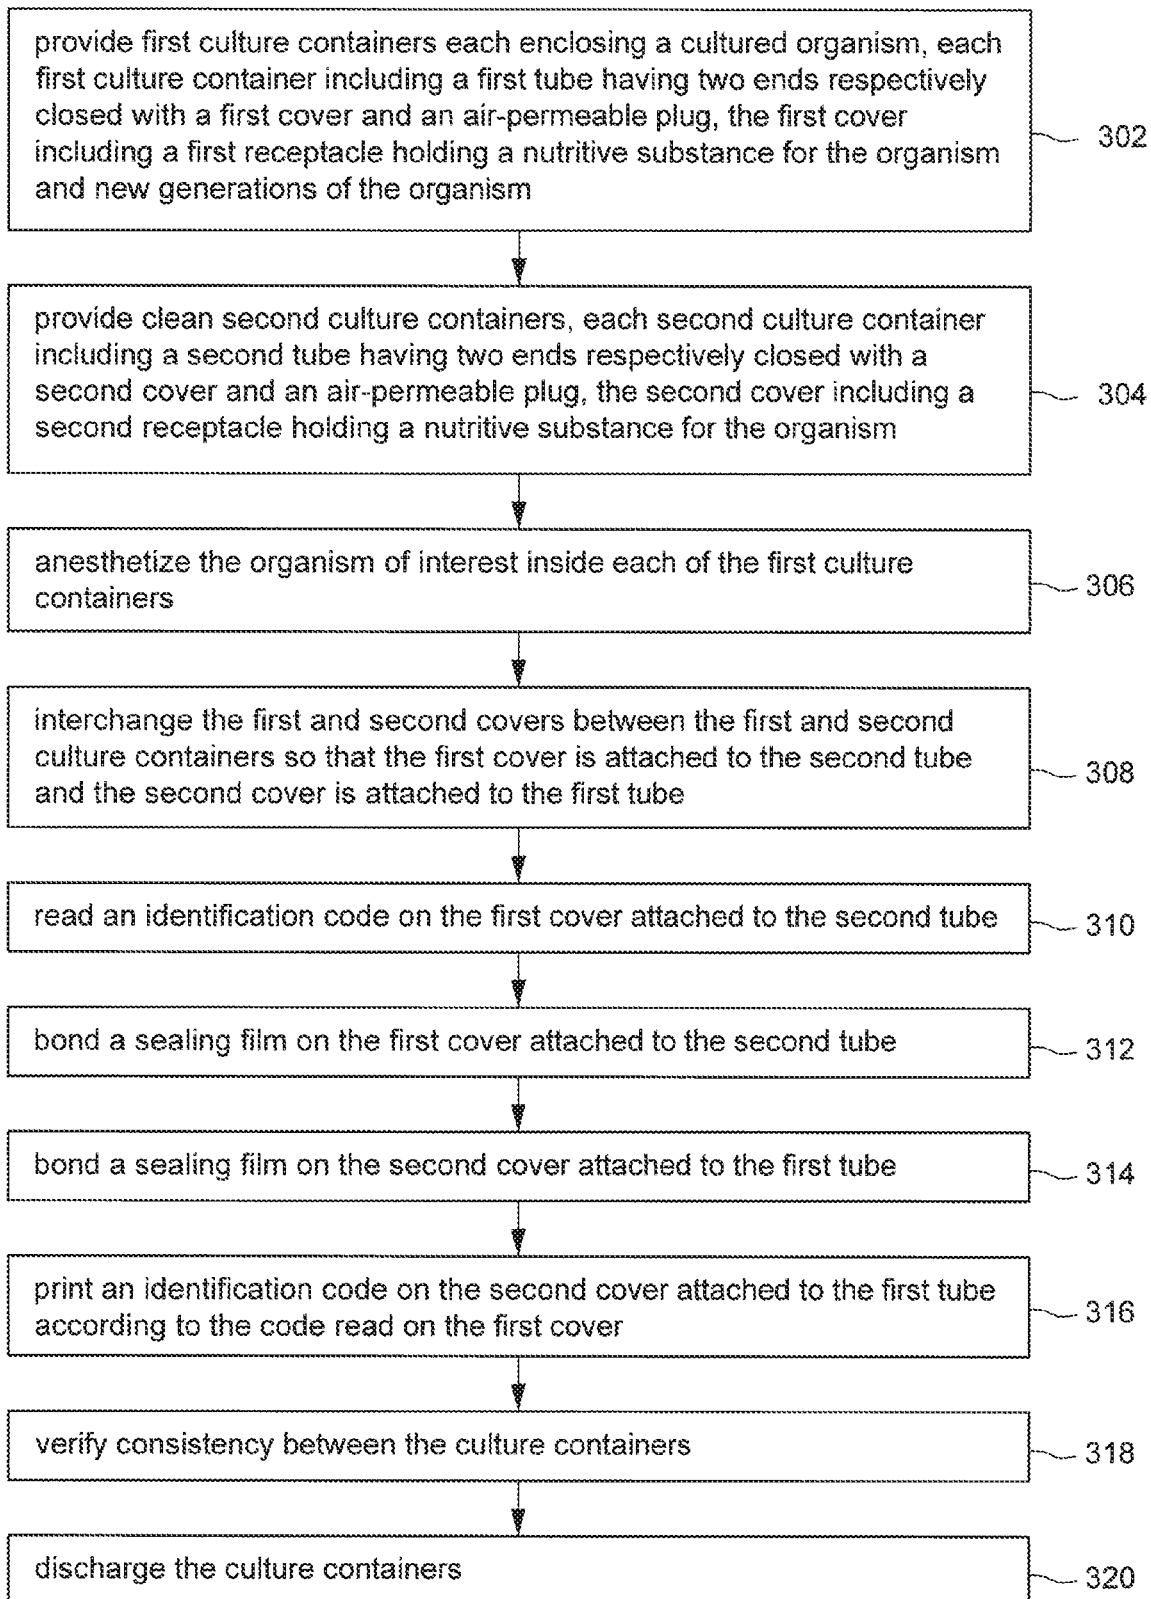 provide first culture containers each enclosing a cultured organism, each
first culture container including a first tube having two ends respectively
closed with a first cover and an air-permeable plug, the first cover
including a first receptacle holding a nutritive substance for the organism
and new generations of the organism
302
provide clean second culture containers, each second culture container
including a second tube having two ends respectively closed with a
second cover and an air-permeable plug, the second cover including a
second receptacle holding a nutritive substance for the organism
304
anesthetize the organism of interest inside each of the first culture
containers
306
interchange the first and second covers between the first and second
culture containers so that the first cover is attached to the second tube
and the second cover is attached to the first tube
308
read an identification code on the first cover attached to the second tube
310
bond a sealing film on the first cover attached to the second tube
312
bond a sealing film on the second cover attached to the first tube
314
print an identification code on the second cover attached to the first tube
according to the code read on the first cover
316
verify consistency between the culture containers
318
discharge the culture containers
320